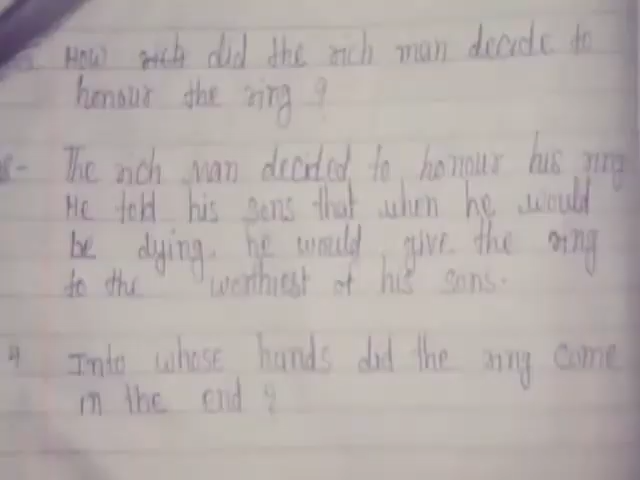 How did the rich man decide to
honour the ring ?
The rich man decided to honour his ring
He told his sons that when he would
be dying. he would give the ring
to the worthiest of his sons.
4 Into whose hands did the ring come
in the end ?